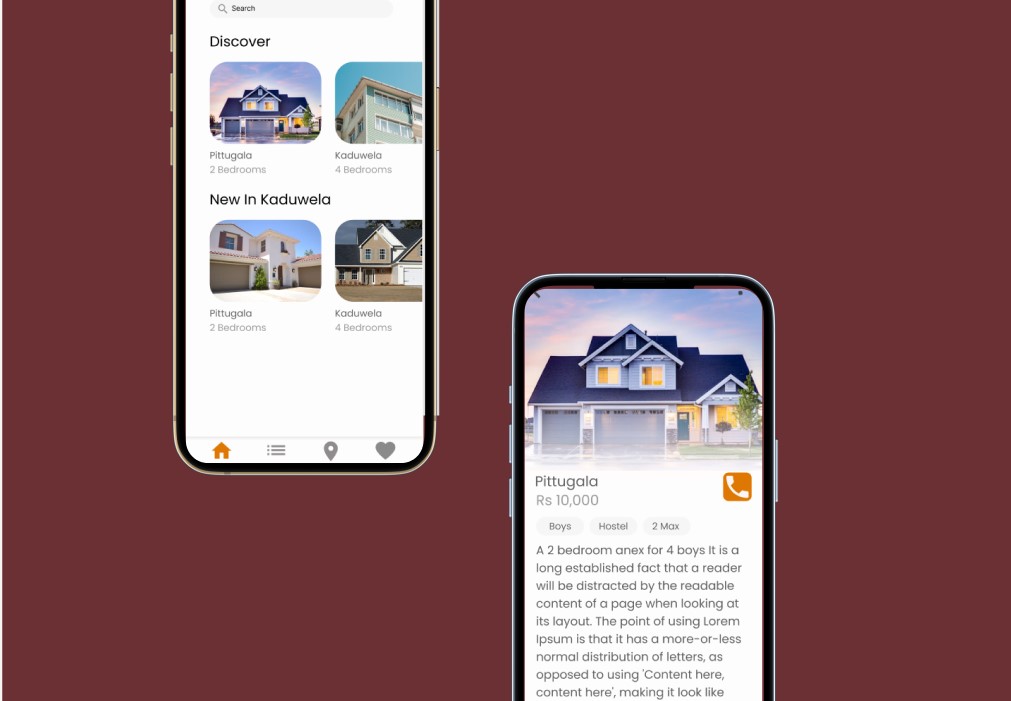 Search
Discover
Pittugala
2 Bedrooms
Kaduwela
4 Bedrooms
New In Kaduwela
Pittugala
2 Bedrooms
Kaduwela
4 Bedrooms
Pittugala
Rs 10,000
Boys
Hostel
2 Max
A 2 bedroom anex for 4 boys It is a
long established fact that a reader
will be distracted by the readable
content of a page when looking at
its layout. The point of using Lorem
Ipsum is that it has a more-or-less
normal distribution of letters, as
opposed to using 'Content here,
content here', making it look like